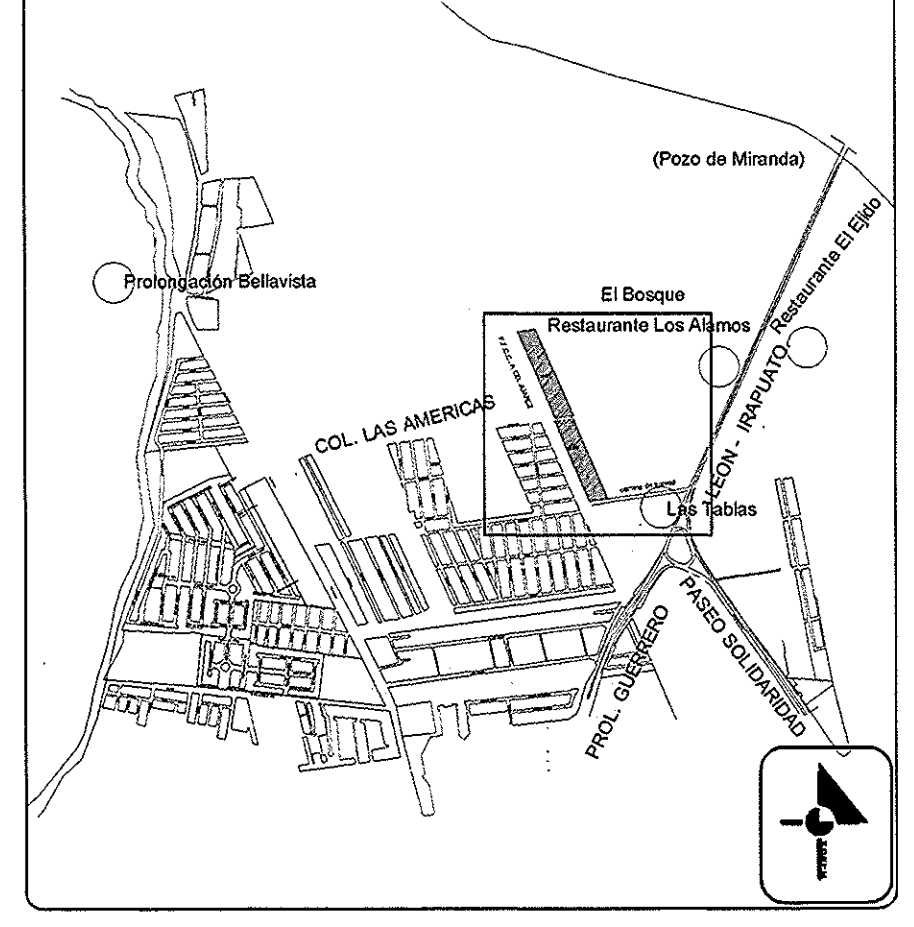 (Pozo de Miranda)
Restaurante El Ejido
Prolongación Bellavista
El Bosque
Restaurante Los Alamos
COL. LAS AMERICAS
LEON - IRAPUATO
Las Tablas
PROL. GUERRERO
PASEO SOLIDARIDAD